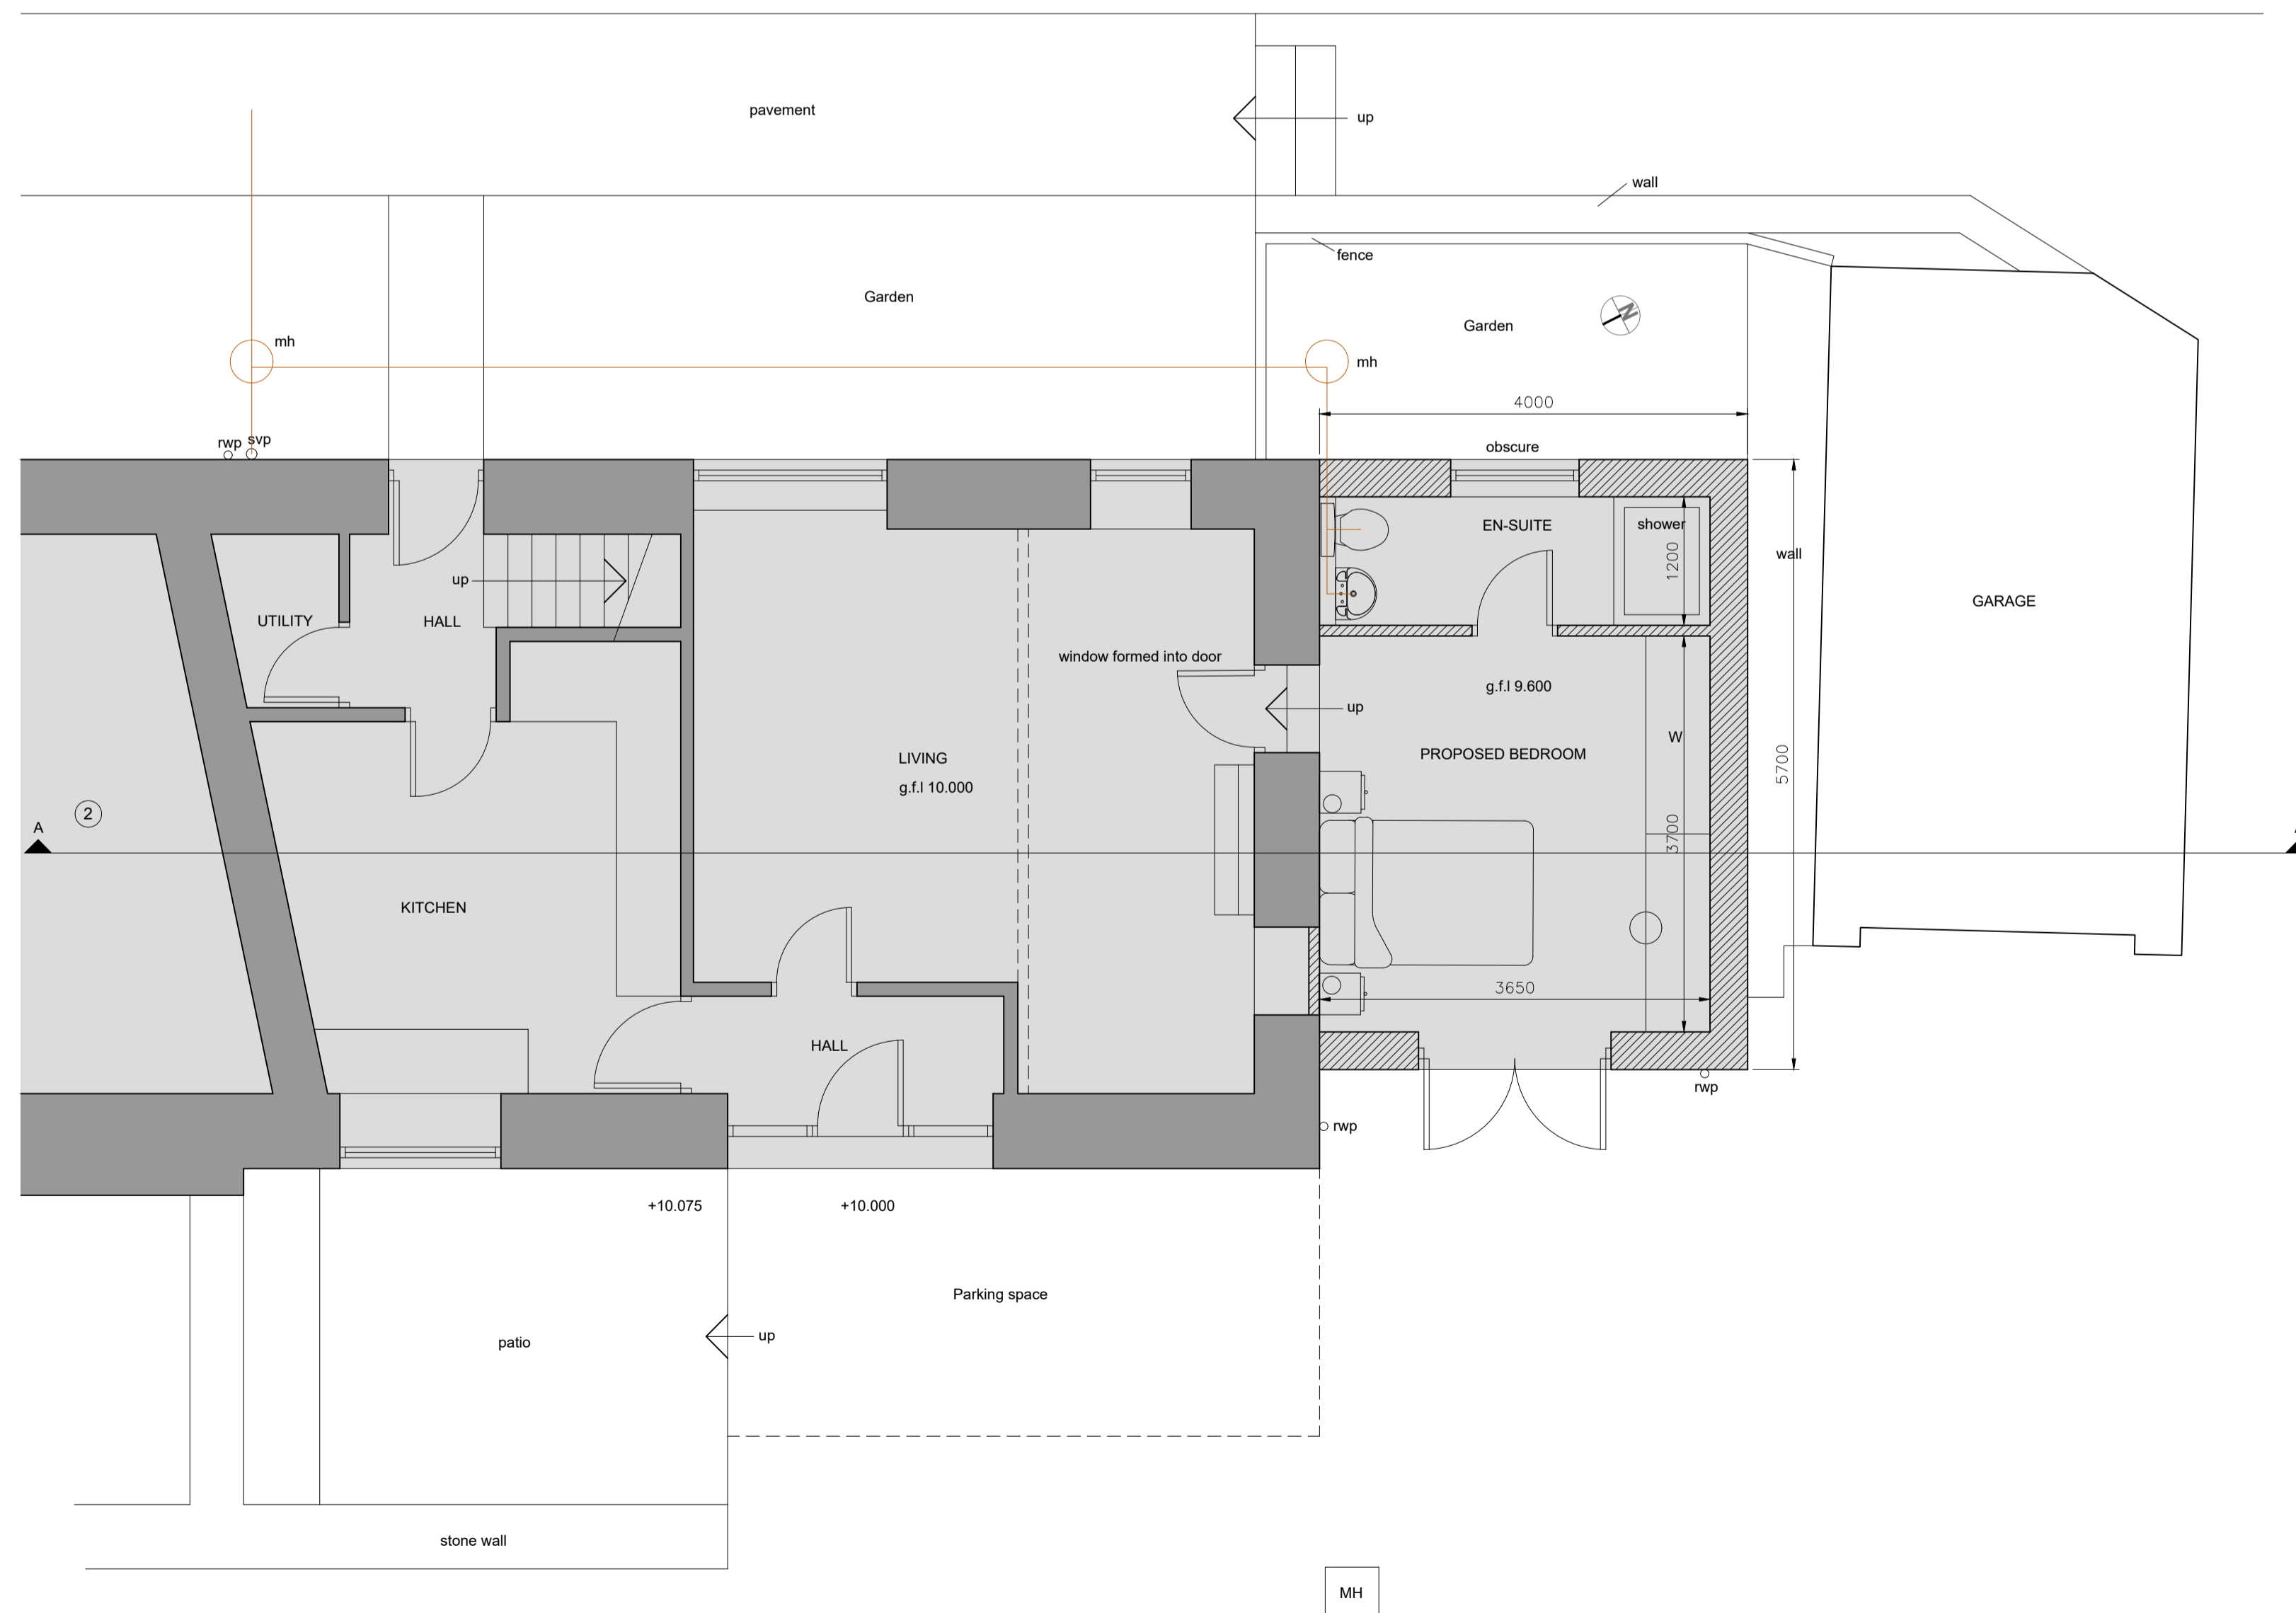 pavement
up
wall
fence
Garden
Garden
N
mh
mh
4000
rwp
svp
obscure
EN-SUITE
shower
1200
wall
up
UTILITY
HALL
GARAGE
window formed into door
g.f.l 9.600
up
W
PROPOSED BEDROOM
5700
LIVING
g.f.l 10.000
2
A
3700
KITCHEN
3650
HALL
rwp
rwp
+10.075
+10.000
Parking space
up
patio
stone wall
MH